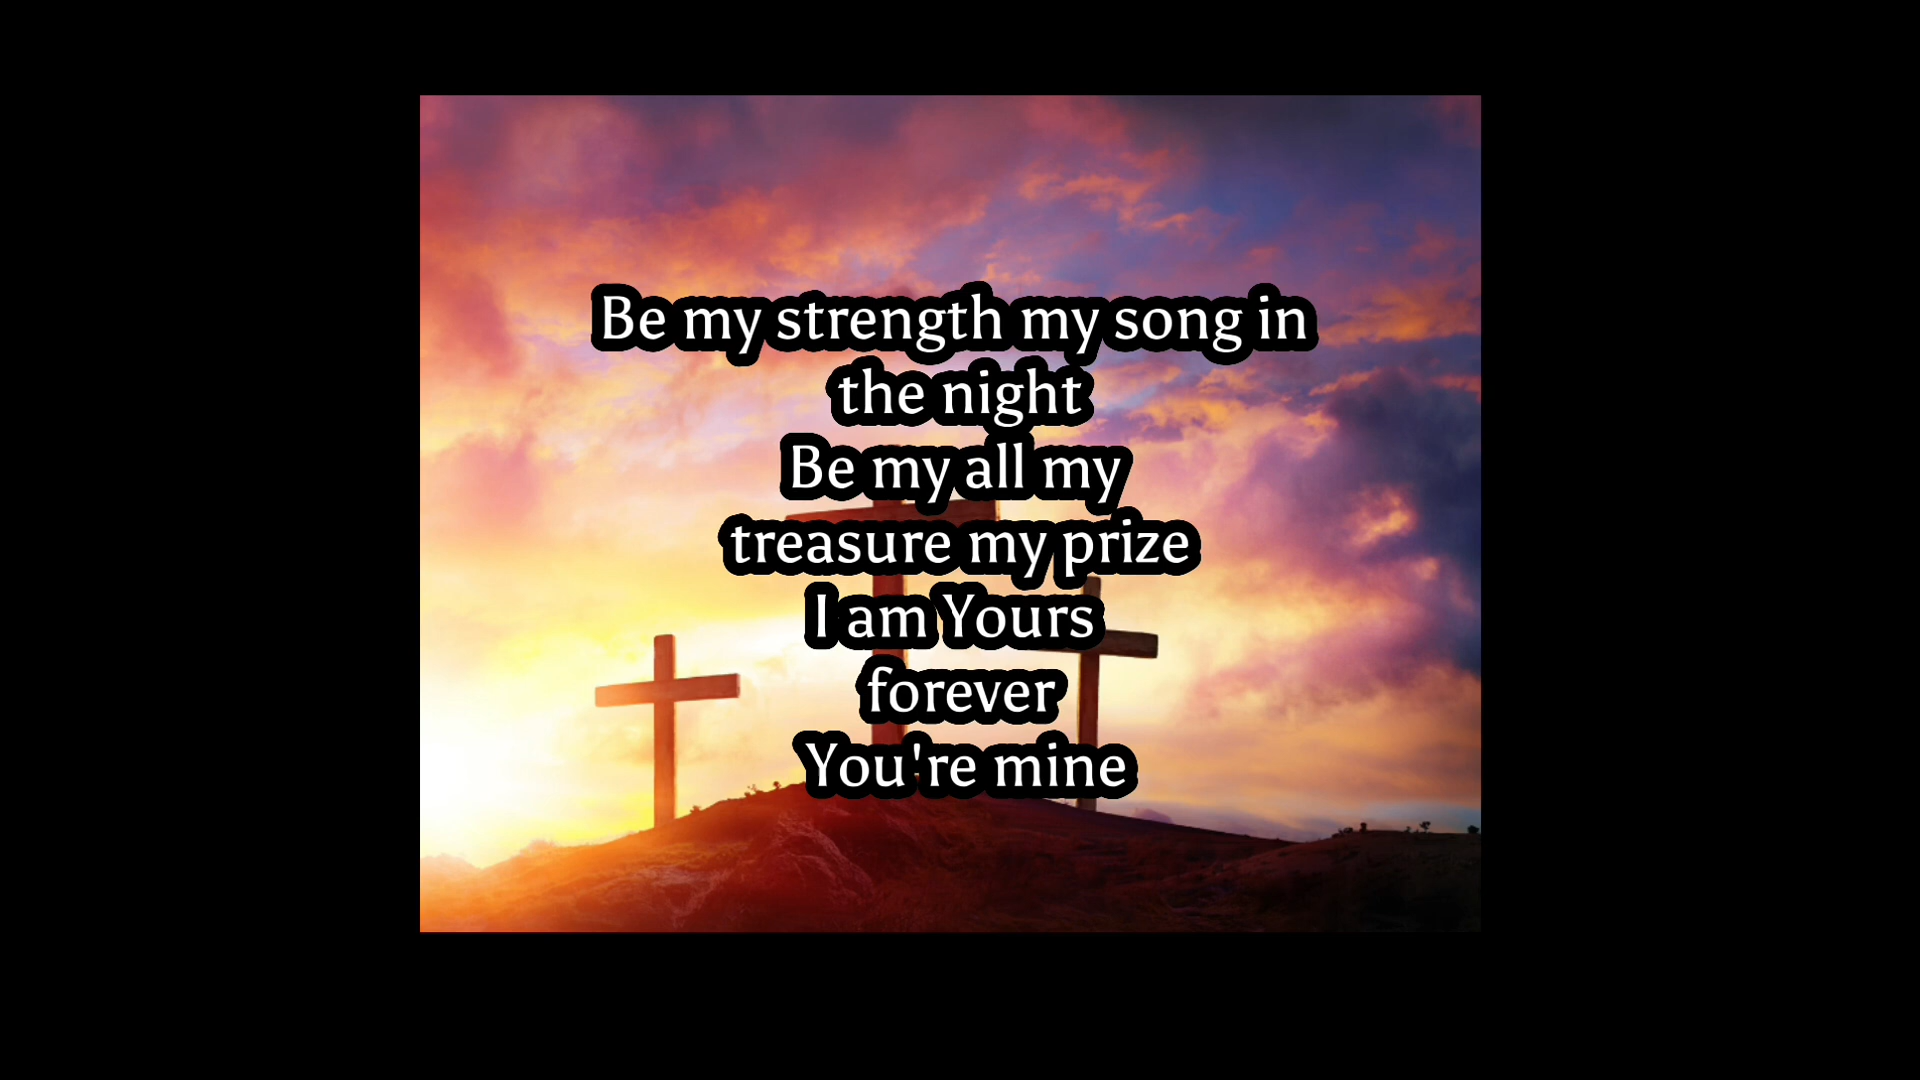 Be my strength my song in
the night
Be my all my
treasure my prize
I am Yours
forever
You're mine